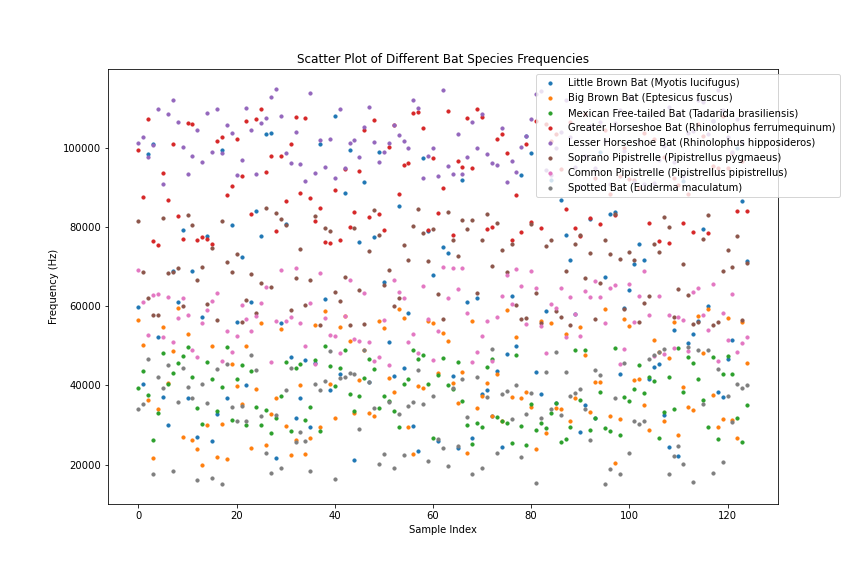 Scatter Plot of Different Bat Species Frequencies
Little Brown Bat (Myotis lucifugus)
Big Brown Bat (Eptesicus fuscus)
Mexican Free-tailed Bat (Tadarida brasiliensis)
Greater Horseshoe Bat (Rhinolophus ferrumequinum)
Lesser Horseshoe Bat (Rhinolophus hipposideros)
Soprano Pipistrelle (Pipistrellus pygmaeus)
Common Pipistrelle (Pipistrellus pipistrellus)
Spotted Bat (Euderma maculatum)
100000
80000
60000
40000
20000
Frequency (Hz)
0 20 40 60 80 100 120
Sample Index